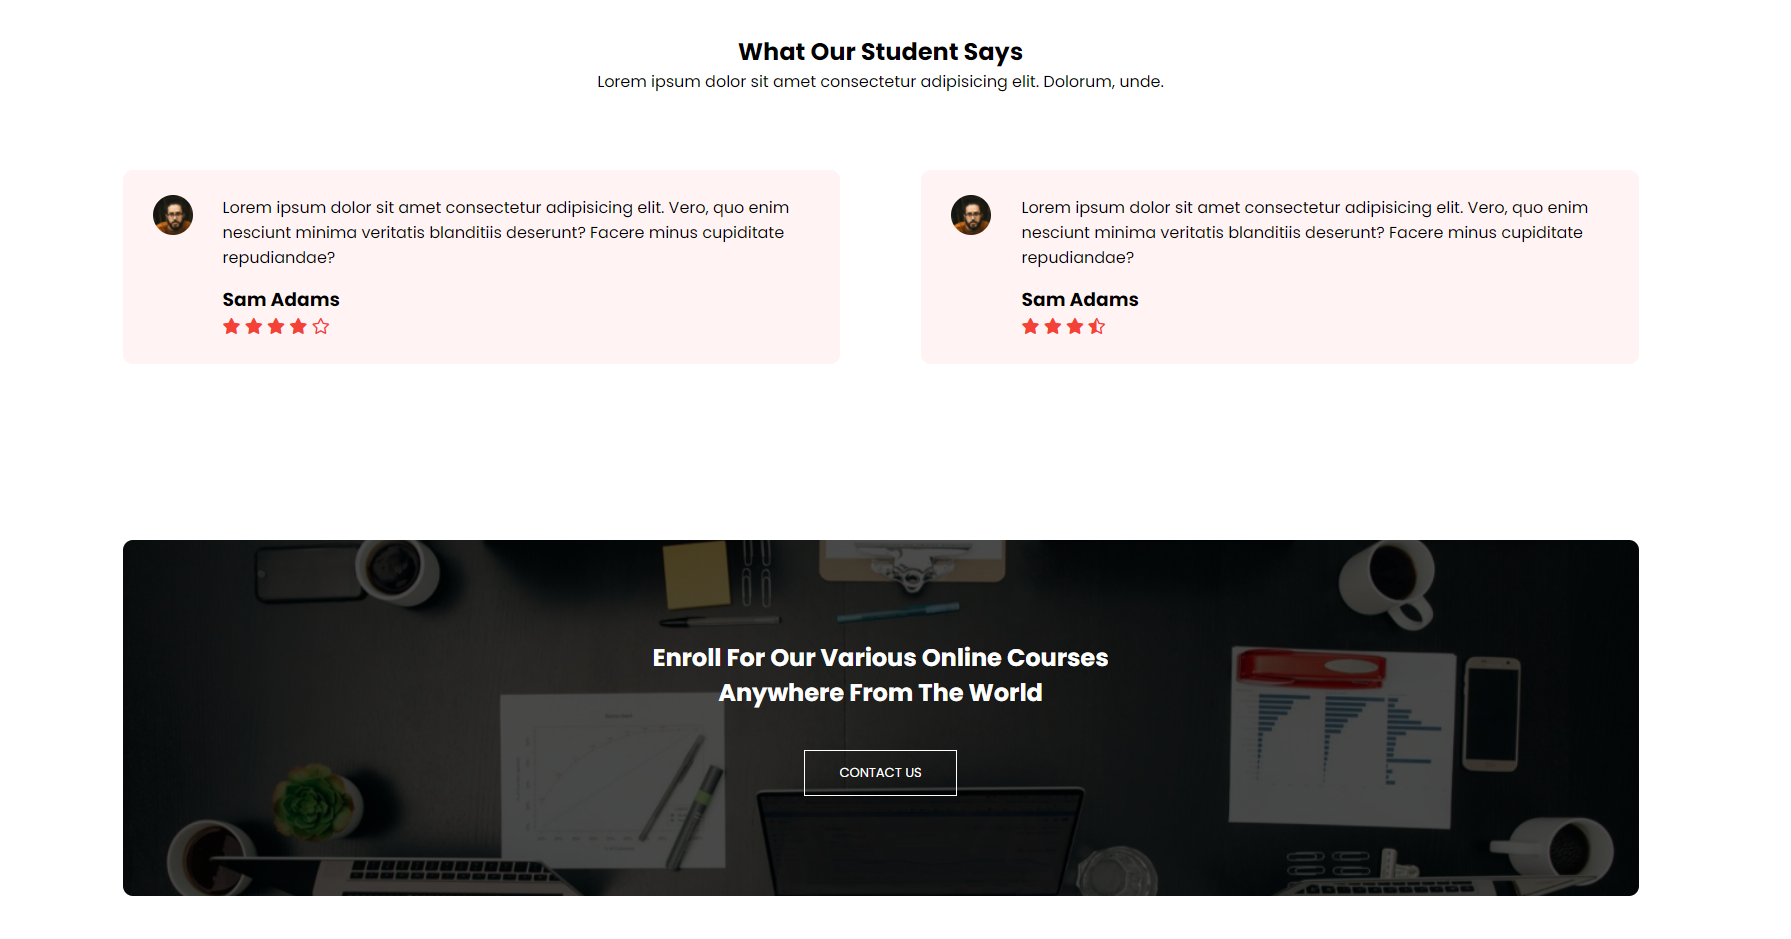 What Our Student Says
Lorem ipsum dolor sit amet consectetur adipisicing elit. Dolorum, unde.
Lorem ipsum dolor sit amet consectetur adipisicing elit. Vero, quo enim
nesciunt minima veritatis blanditiis deserunt? Facere minus cupiditate
repudiandae?
Sam Adams
Lorem ipsum dolor sit amet consectetur adipisicing elit. Vero, quo enim
nesciunt minima veritatis blanditiis deserunt? Facere minus cupiditate
repudiandae?
Sam Adams
Enroll For Our Various Online Courses
Anywhere From The World
CONTACT US